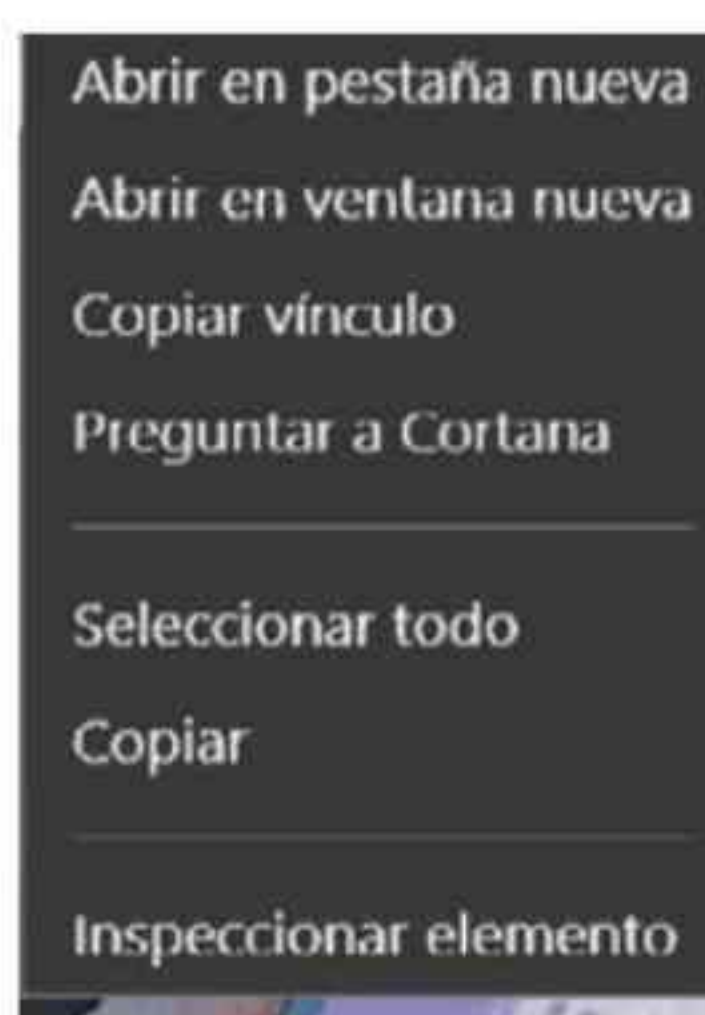 Abrir en pestaña nueva
Abrir en ventana nueva
Copiar vínculo
Preguntar a Cortana
Seleccionar todo
Copiar
Inspeccionar elemento